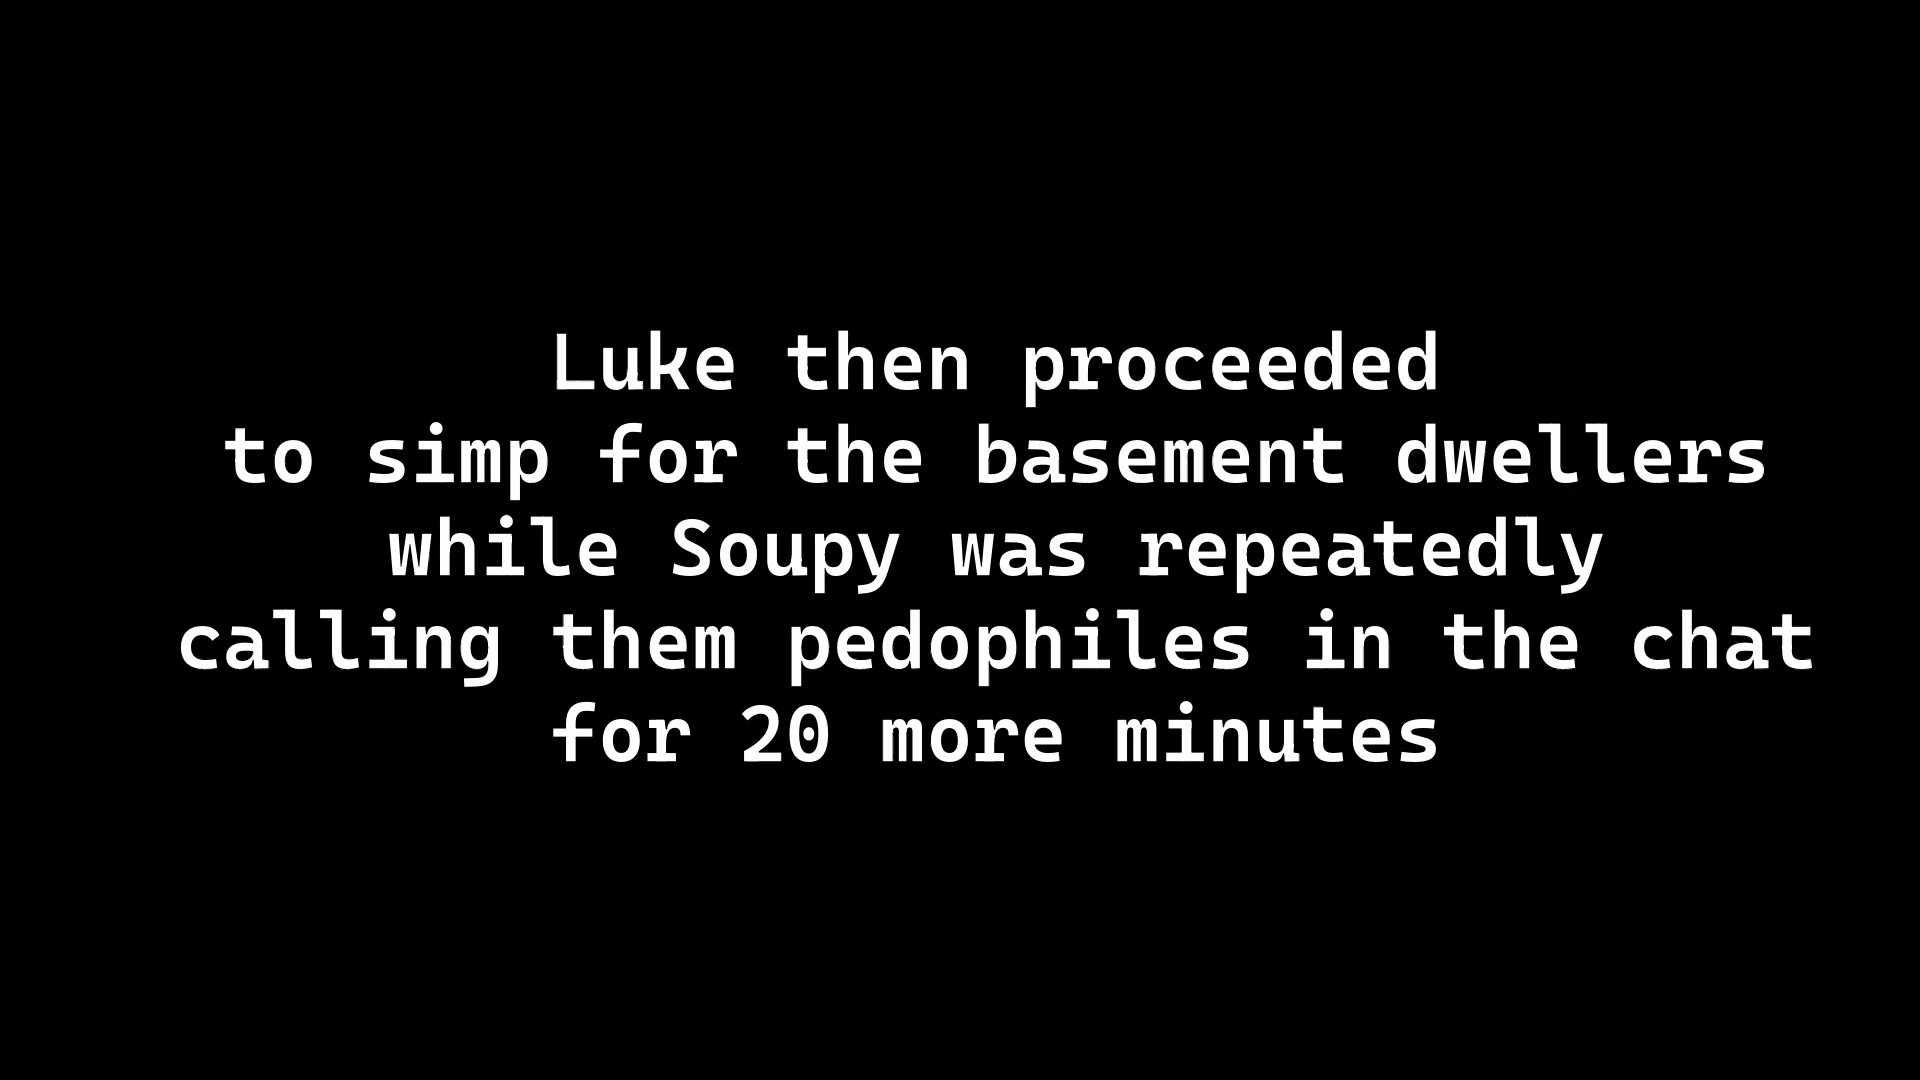 Luke then proceeded
to simp for the basement dwellers
while Soupy was repeatedly
calling them pedophiles in the chat
for 20 more minutes